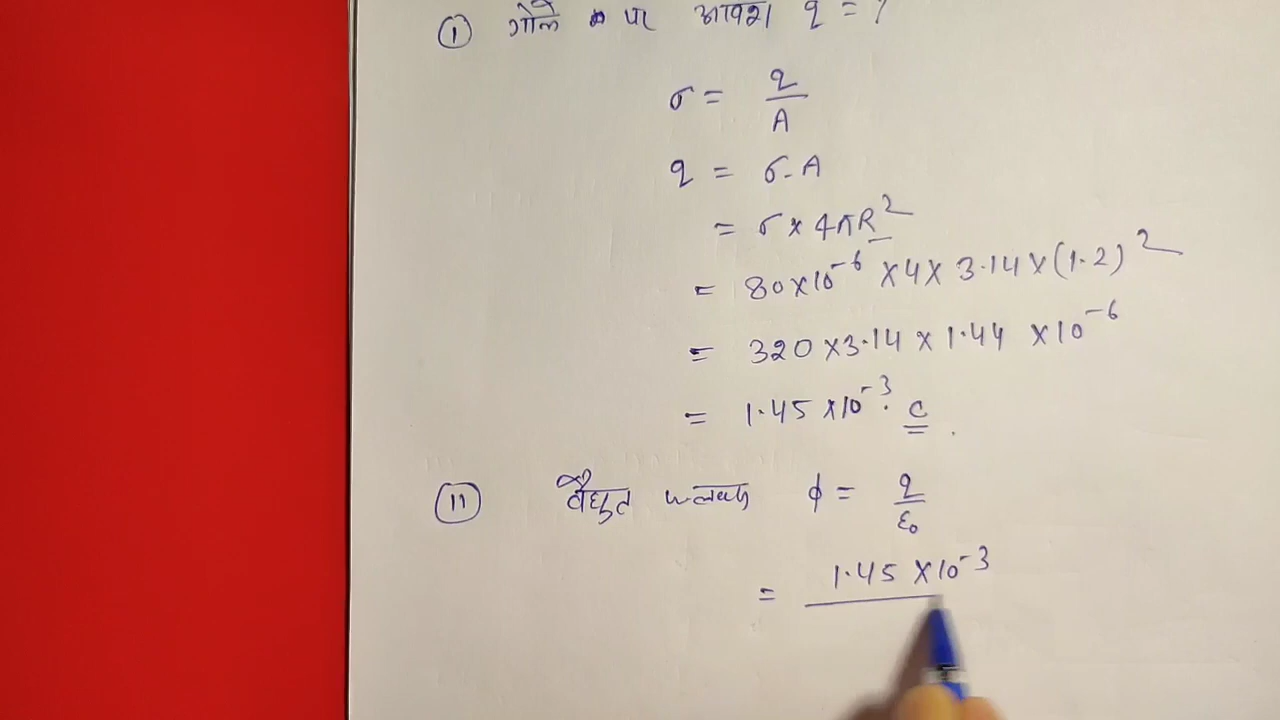 (i) गोले पर आवेश q = ?
σ = q/A
q = σ·A
= σ × 4πR²
= 80×10⁻⁶ ×4× 3.14×(1.2)²
= 320 ×3.14 × 1.44 ×10⁻⁶
= 1.45 ×10⁻³ C
(ii) वैद्युत फ्लक्स ϕ = q/ε₀
= 1.45 ×10⁻³